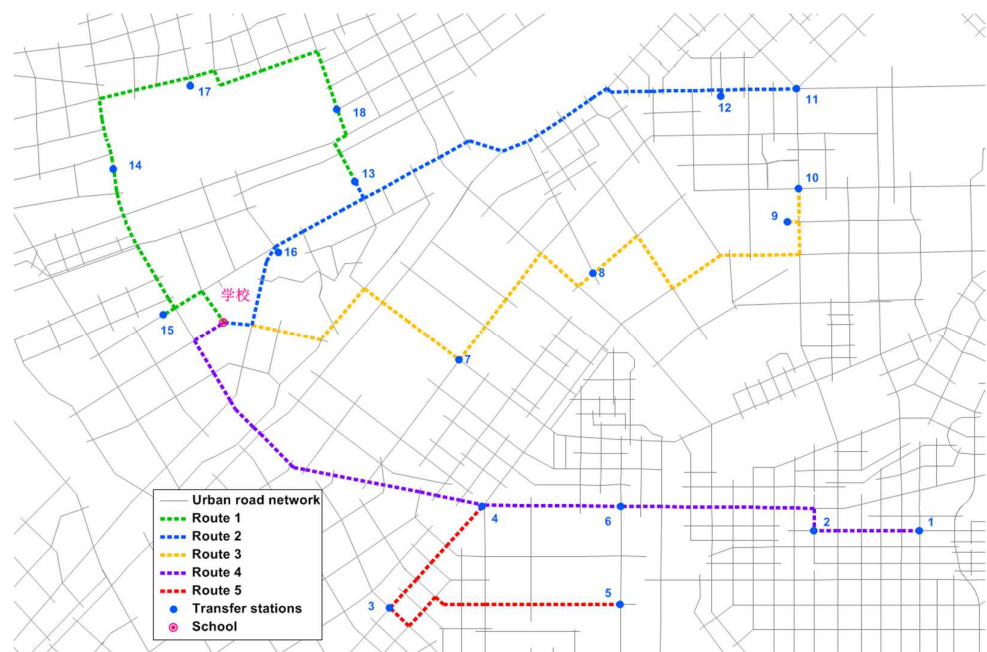 17
18
12
11
14
13
10
9
16
8
学校
15
7
4
6
2
1
3
5
Urban road network
Route 1
Route 2
Route 3
Route 4
Route 5
Transfer stations
School